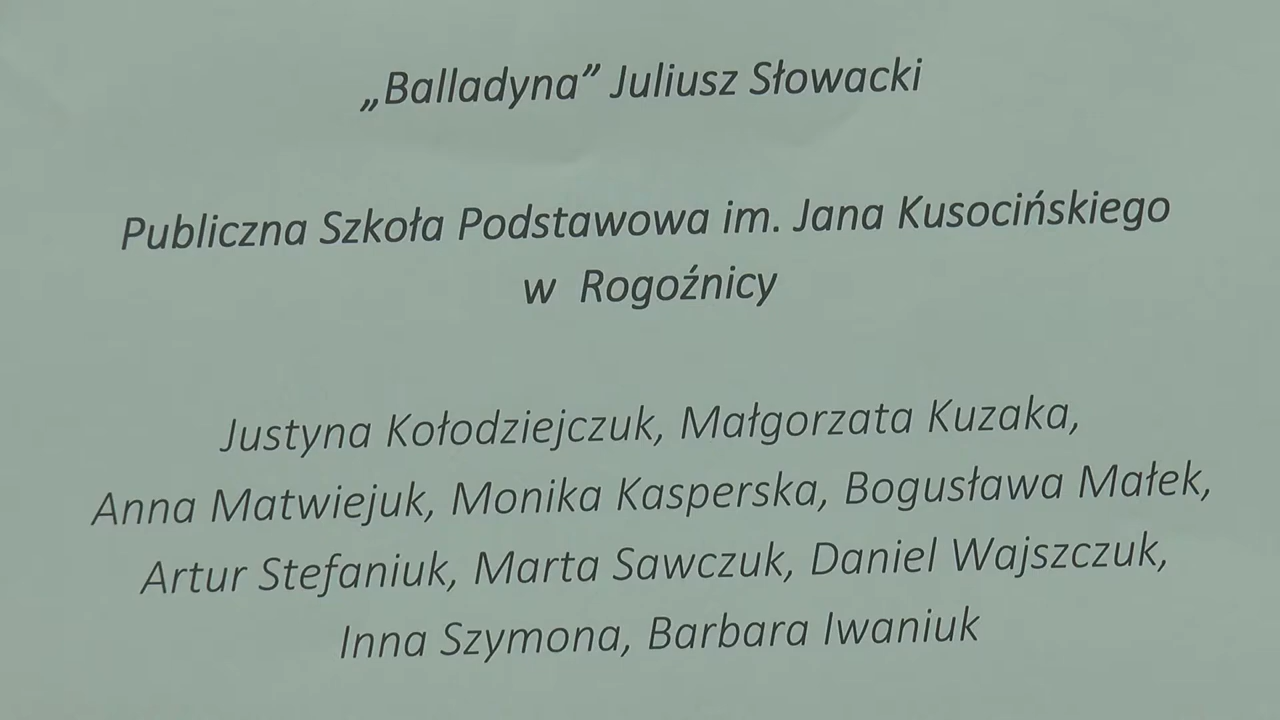 „Balladyna” Juliusz Słowacki
Publiczna Szkoła Podstawowa im. Jana Kusocińskiego
w Rogoźnicy
Justyna Kołodziejczuk, Małgorzata Kuzaka,
Anna Matwiejuk, Monika Kasperska, Bogusława Małek,
Artur Stefaniuk, Marta Sawczuk, Daniel Wajszczuk,
Inna Szymona, Barbara Iwaniuk